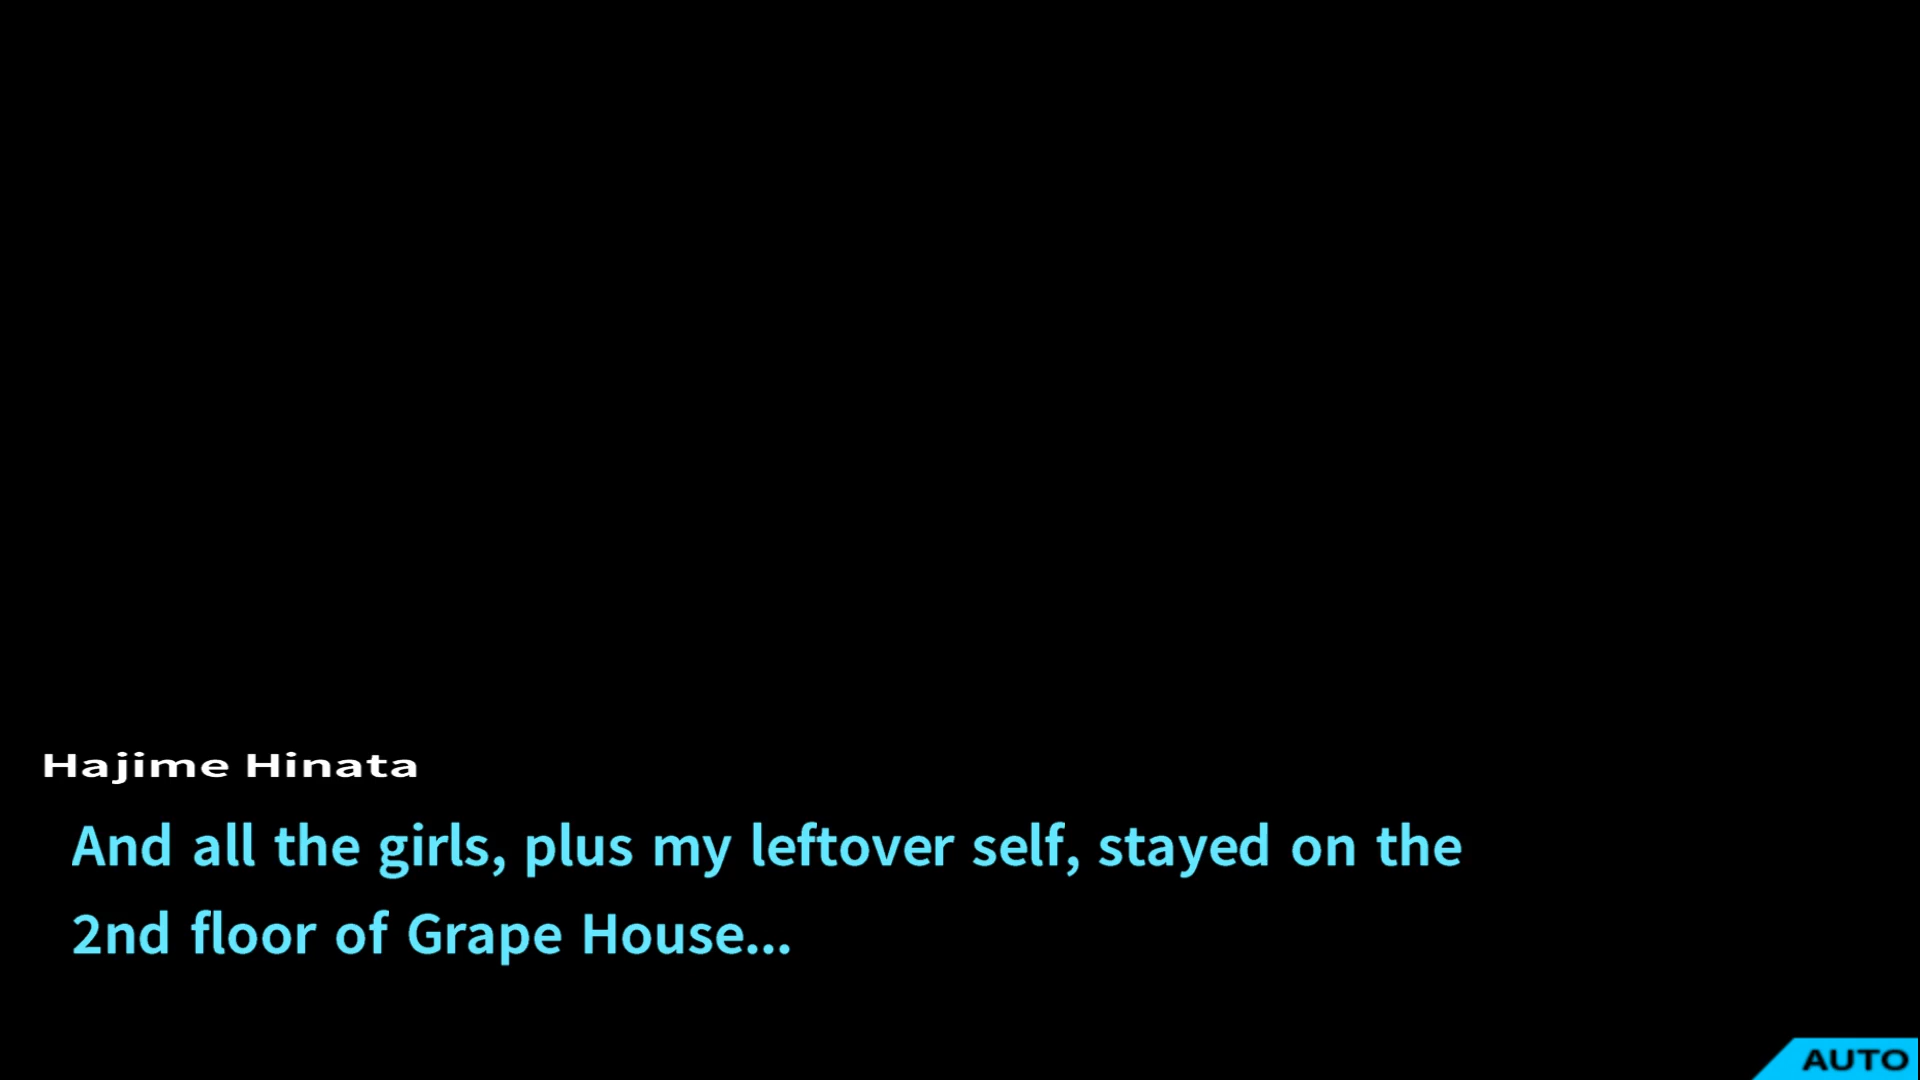 Hajime Hinata
And all the girls, plus my leftover self, stayed on the
2nd floor of Grape House...
AUTO